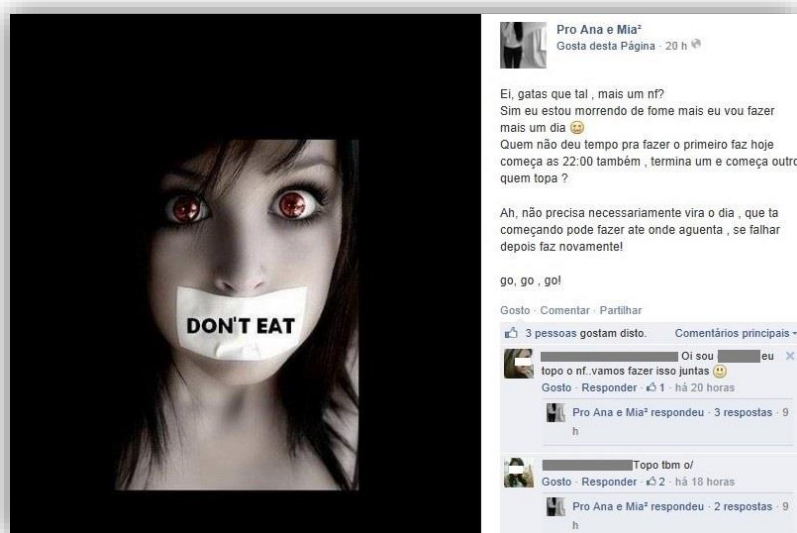 Pro Ana e Mia²
Gosta desta Página · 20 h
Ei, gatas que tal , mais um nf?
Sim eu estou morrendo de fome mais eu vou fazer
mais um dia
Quem não deu tempo pra fazer o primeiro faz hoje
começa as 22:00 também , termina um e começa outro
quem topa ?
Ah, não precisa necessariamente vira o dia , que ta
começando pode fazer ate onde aguenta , se falhar
depois faz novamente!
go, go , go!
Gosto · Comentar · Partilhar
3 pessoas gostam disto. Comentários principais
Oi sou eu
topo o nf..vamos fazer isso juntas
Gosto · Responder · 1 · há 20 horas
Pro Ana e Mia² respondeu · 3 respostas · 9
h
Topo tbm o/
Gosto · Responder · 2 · há 18 horas
Pro Ana e Mia² respondeu · 2 respostas · 9
h
DON'T EAT